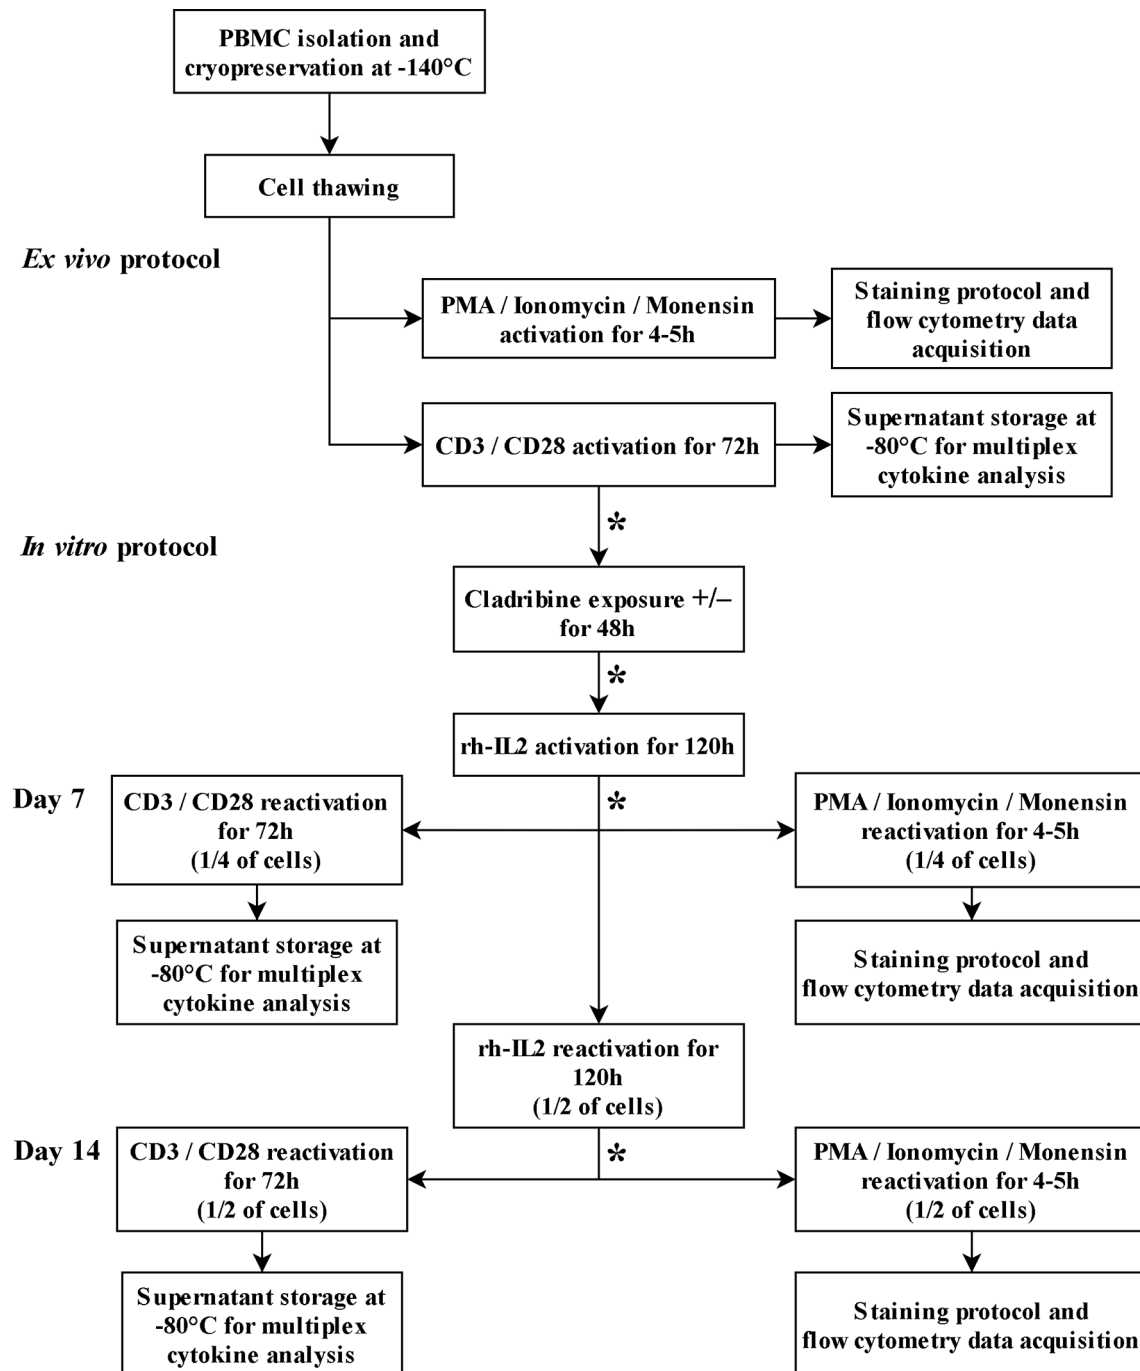 PBMC isolation and
cryopreservation at -140°C
Cell thawing
Ex vivo protocol
PMA / Ionomycin / Monensin
activation for 4-5h
Staining protocol and
flow cytometry data
acquisition
CD3 / CD28 activation for 72h
Supernatant storage at
-80°C for multiplex
cytokine analysis
*
In vitro protocol
Cladribine exposure +/–
for 48h
*
rh-IL2 activation for 120h
Day 7
CD3 / CD28 reactivation
for 72h
(1/4 of cells)
*
PMA / Ionomycin / Monensin
reactivation for 4-5h
(1/4 of cells)
Supernatant storage at
-80°C for multiplex
cytokine analysis
Staining protocol and
flow cytometry data acquisition
rh-IL2 reactivation for
120h
(1/2 of cells)
Day 14
CD3 / CD28 reactivation
for 72h
(1/2 of cells)
*
PMA / Ionomycin / Monensin
reactivation for 4-5h
(1/2 of cells)
Supernatant storage at
-80°C for multiplex
cytokine analysis
Staining protocol and
flow cytometry data acquisition